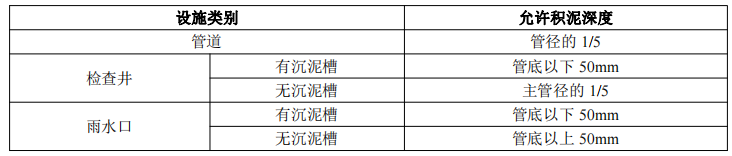 设施类别 允许积泥深度
管道 管径的 1/5
检查井 有沉泥槽 管底以下 50mm
无沉泥槽 主管径的 1/5
雨水口 有沉泥槽 管底以下 50mm
无沉泥槽 管底以上 50mm